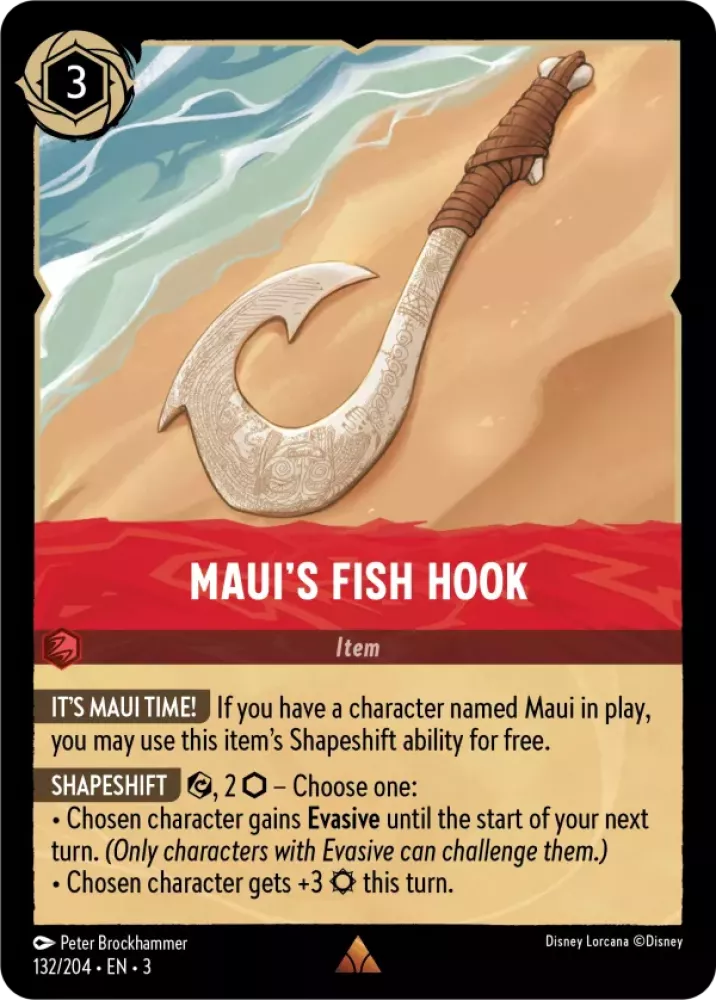 3
MAUI'S FISH HOOK
Item
IT'S MAUI TIME! If you have a character named Maui in play,
you may use this item's Shapeshift ability for free.
SHAPESHIFT , 2 – Choose one:
• Chosen character gains Evasive until the start of your next
turn. (Only characters with Evasive can challenge them.)
• Chosen character gets +3 this turn.
Peter Brockhammer
Disney Lorcana ©Disney
132/204 • EN • 3